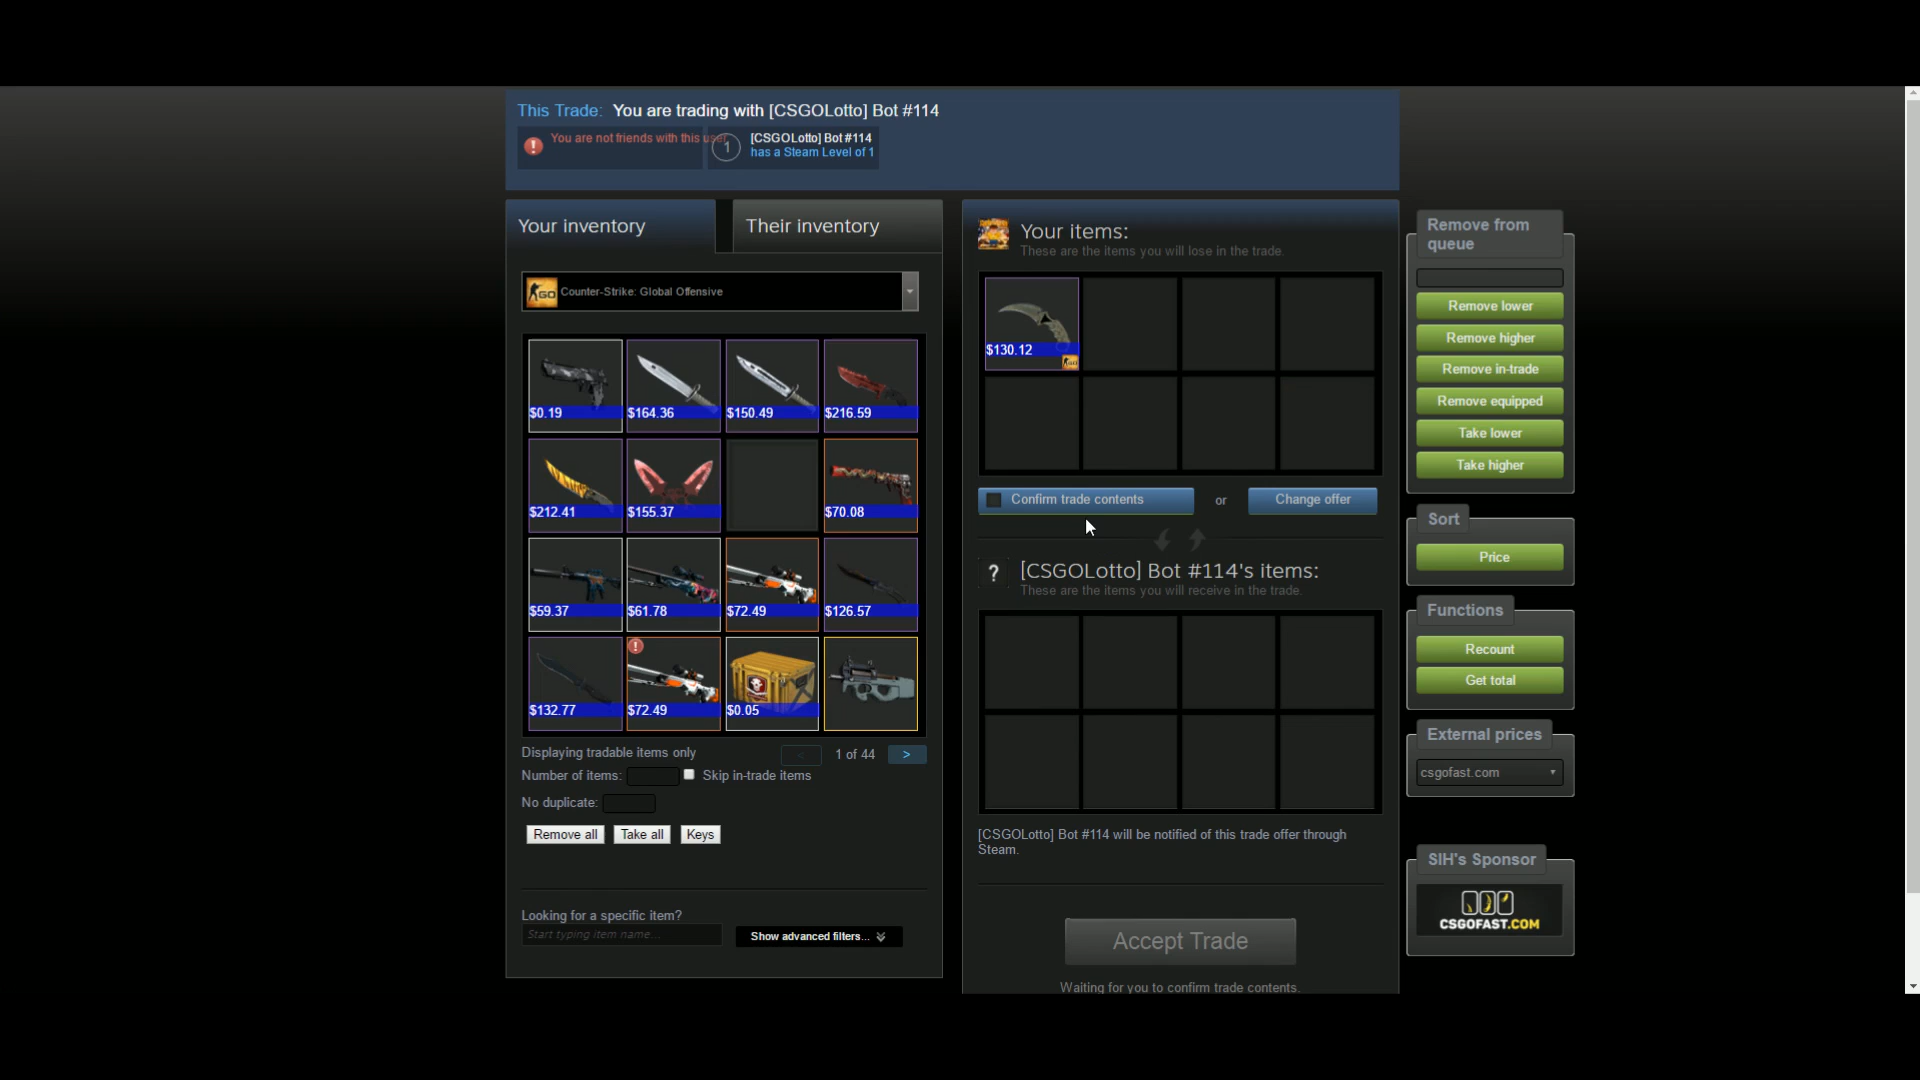 This Trade: You are trading with [CSGOLotto] Bot #114
You are not friends with this user
1
[CSGOLotto] Bot #114
has a Steam Level of 1
Your inventory
Their inventory
GO
Counter-Strike: Global Offensive
$0.19
$164.36
$150.49
$216.59
$212.41
$155.37
$70.08
$59.37
$61.78
$72.49
$126.57
$132.77
$72.49
$0.05
Displaying tradable items only
<
1 of 44
>
Number of items:
Skip in-trade items
No duplicate:
Remove all
Take all
Keys
Looking for a specific item?
Start typing item name...
Show advanced filters...
Your items:
These are the items you will lose in the trade.
$130.12
Confirm trade contents
or
Change offer
?
[CSGOLotto] Bot #114's items:
These are the items you will receive in the trade.
[CSGOLotto] Bot #114 will be notified of this trade offer through
Steam.
Accept Trade
Waiting for you to confirm trade contents.
Remove from
queue
Remove lower
Remove higher
Remove in-trade
Remove equipped
Take lower
Take higher
Sort
Price
Functions
Recount
Get total
External prices
csgofast.com
SIH's Sponsor
CSGOFAST.COM